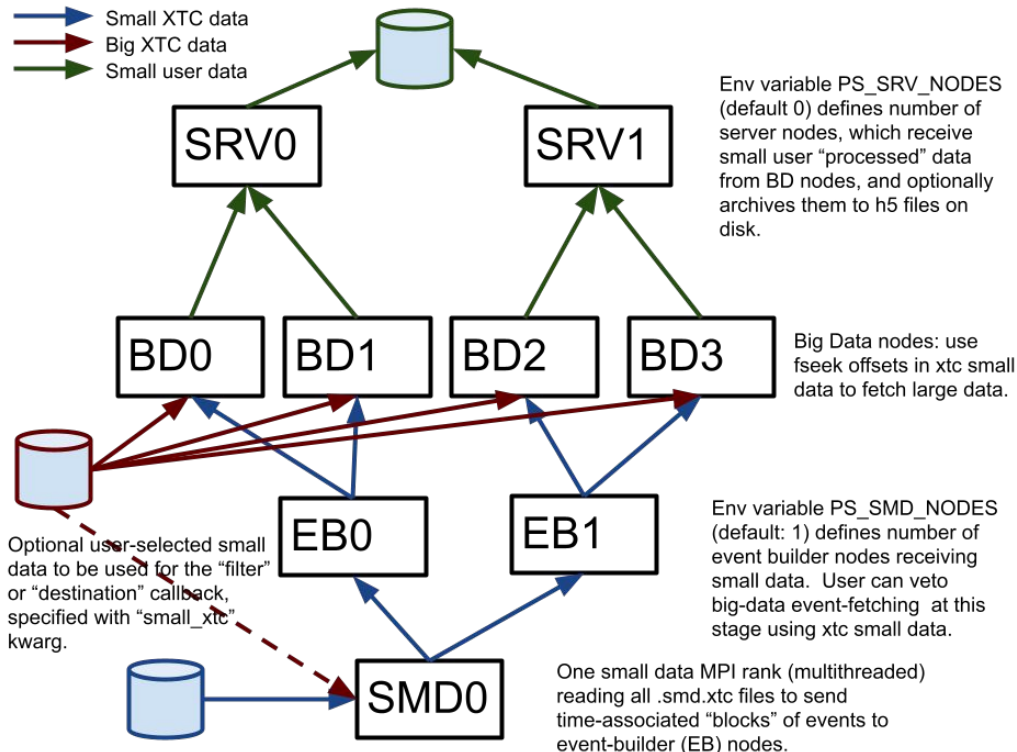 Small XTC data
Big XTC data
Small user data
SRV0
SRV1
Env variable PS_SRV_NODES
(default 0) defines number of
server nodes, which receive
small user “processed” data
from BD nodes, and optionally
archives them to h5 files on
disk.
BD0
BD1
BD2
BD3
Big Data nodes: use
fseek offsets in xtc small
data to fetch large data.
EB0
EB1
Env variable PS_SMD_NODES
(default: 1) defines number of
event builder nodes receiving
small data. User can veto
big-data event-fetching at this
stage using xtc small data.
Optional user-selected small
data to be used for the “filter”
or “destination” callback,
specified with “small_xtc”
kwarg.
SMD0
One small data MPI rank (multithreaded)
reading all .smd.xtc files to send
time-associated “blocks” of events to
event-builder (EB) nodes.